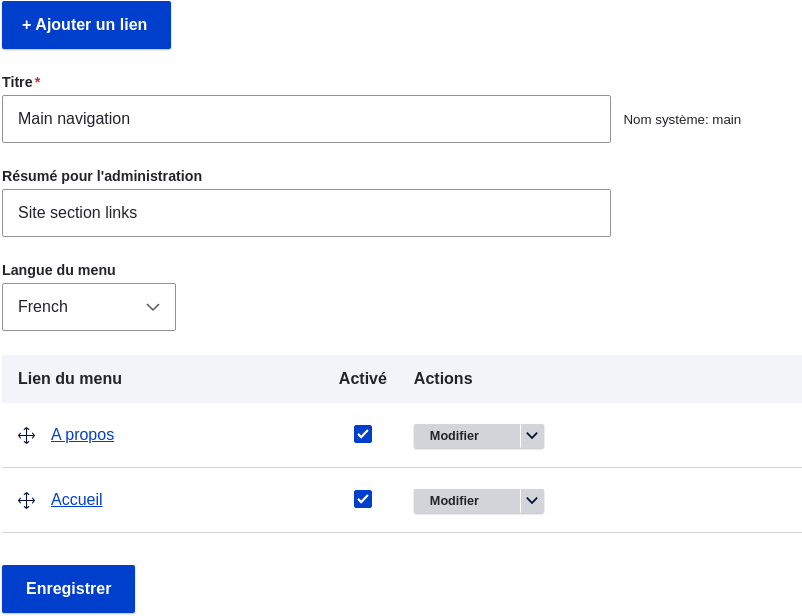 + Ajouter un lien
Titre*
Main navigation
Nom système: main
Résumé pour l'administration
Site section links
Langue du menu
French
Lien du menu Activé Actions
A propos Modifier
Accueil Modifier
Enregistrer